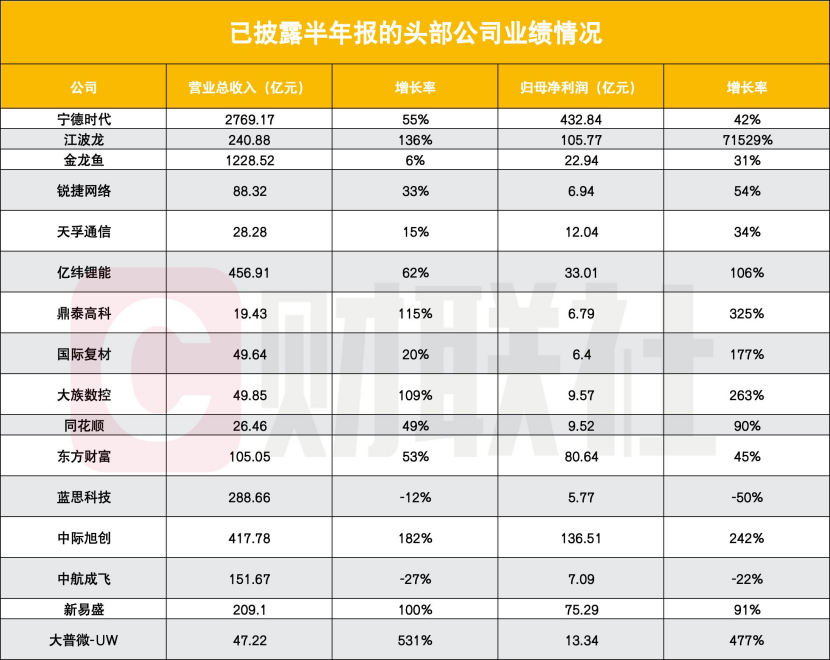 已披露半年报的头部公司业绩情况
公司 营业总收入（亿元） 增长率 归母净利润（亿元） 增长率
宁德时代 2769.17 55% 432.84 42%
江波龙 240.88 136% 105.77 71529%
金龙鱼 1228.52 6% 22.94 31%
锐捷网络 88.32 33% 6.94 54%
天孚通信 28.28 15% 12.04 34%
亿纬锂能 456.91 62% 33.01 106%
鼎泰高科 19.43 115% 6.79 325%
国际复材 49.64 20% 6.4 177%
大族数控 49.85 109% 9.57 263%
同花顺 26.46 49% 9.52 90%
东方财富 105.05 53% 80.64 45%
蓝思科技 288.66 -12% 5.77 -50%
中际旭创 417.78 182% 136.51 242%
中航成飞 151.67 -27% 7.09 -22%
新易盛 209.1 100% 75.29 91%
大普微-UW 47.22 531% 13.34 477%
C 财联社